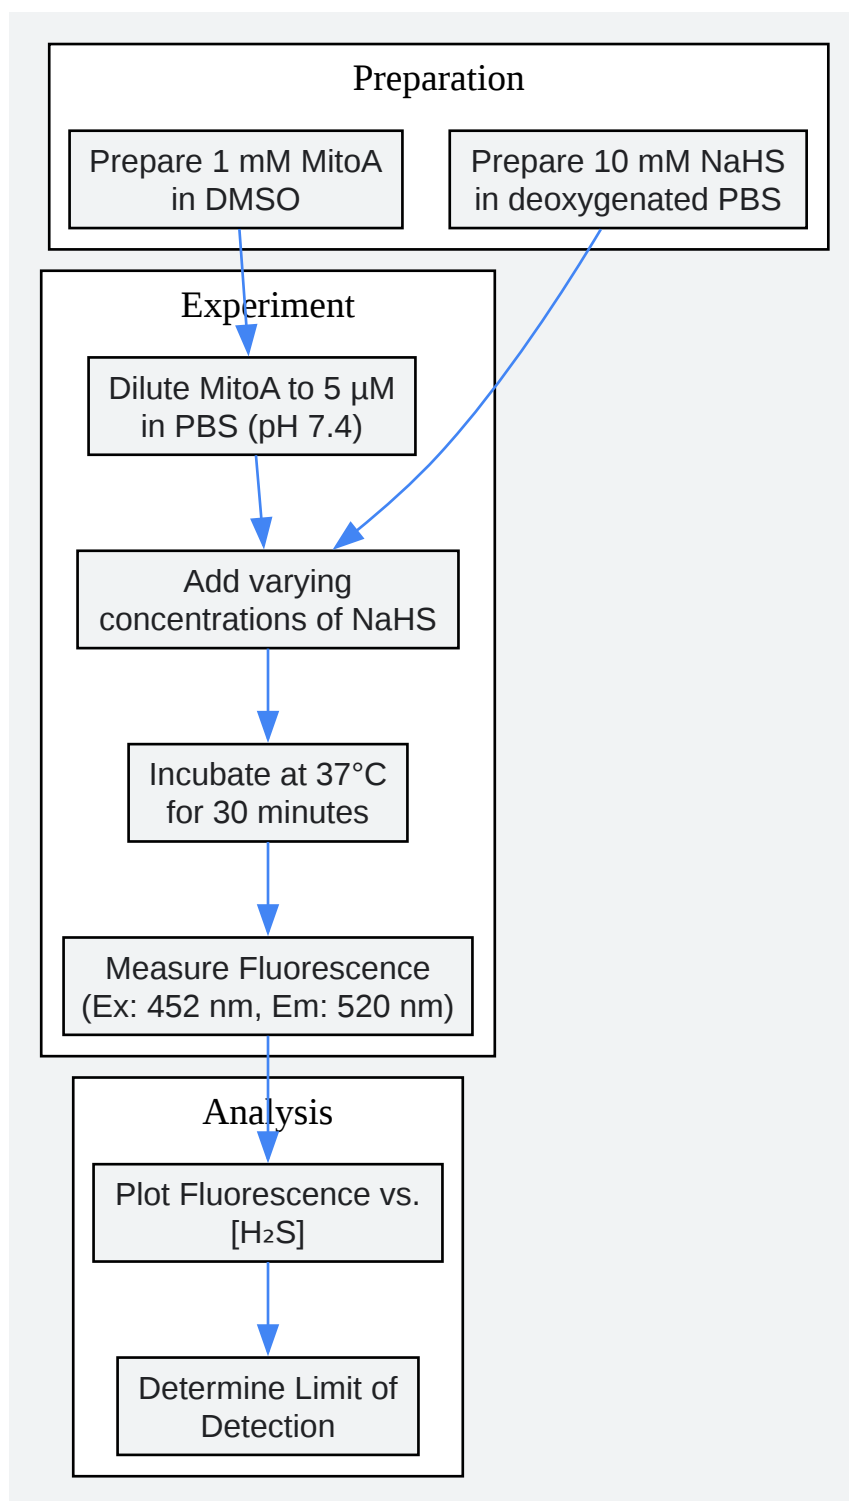 Preparation
Prepare 1 mM MitoA
in DMSO
Prepare 10 mM NaHS
in deoxygenated PBS
Experiment
Dilute MitoA to 5 µM
in PBS (pH 7.4)
Add varying
concentrations of NaHS
Incubate at 37°C
for 30 minutes
Measure Fluorescence
(Ex: 452 nm, Em: 520 nm)
Analysis
Plot Fluorescence vs.
[H₂S]
Determine Limit of
Detection